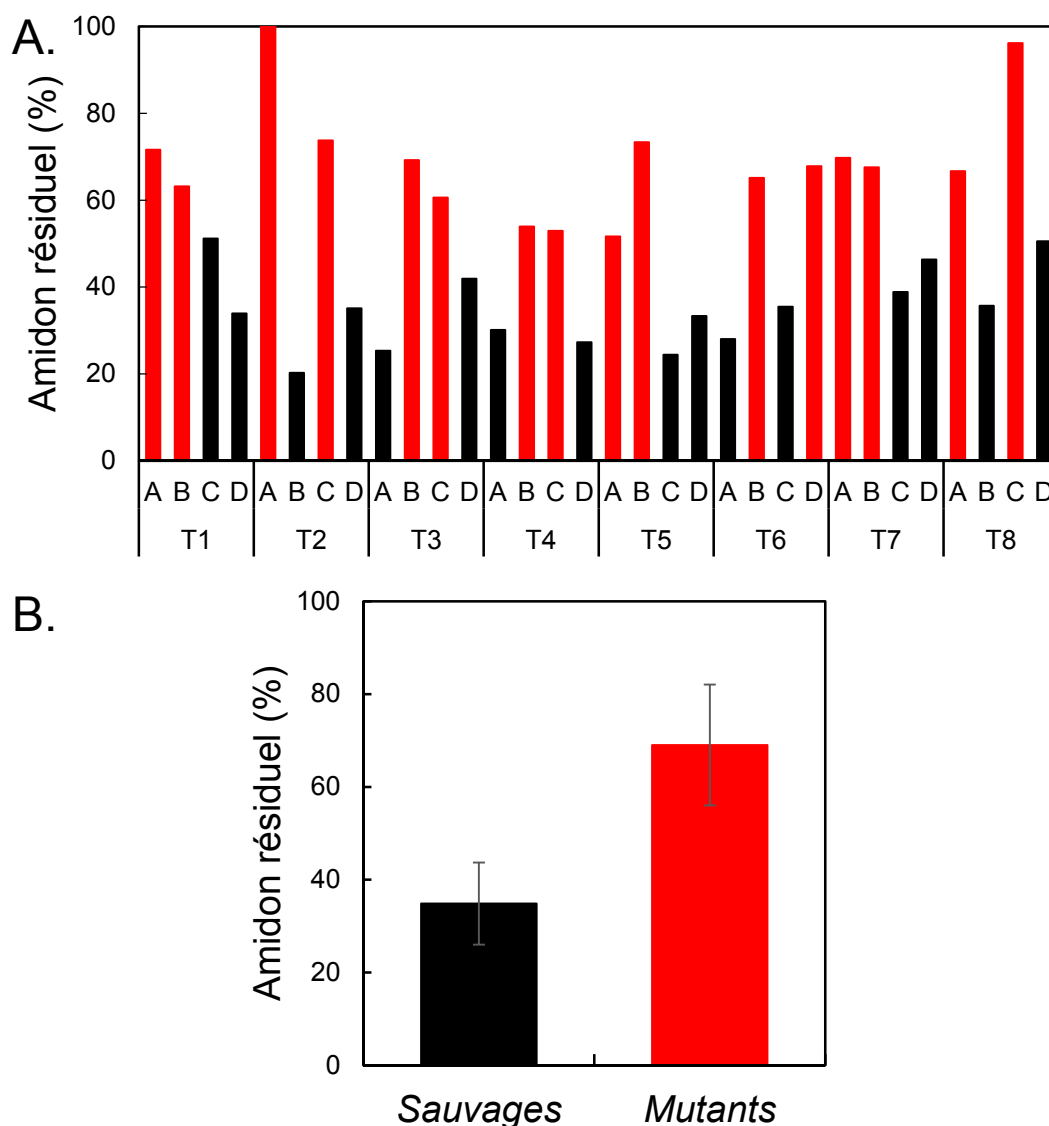 A.
Amidon résiduel (%)
100
80
60
40
20
0
A B C D A B C D A B C D A B C D A B C D A B C D A B C D A B C D
T1 T2 T3 T4 T5 T6 T7 T8
B.
Amidon résiduel (%)
100
80
60
40
20
0
Sauvages Mutants